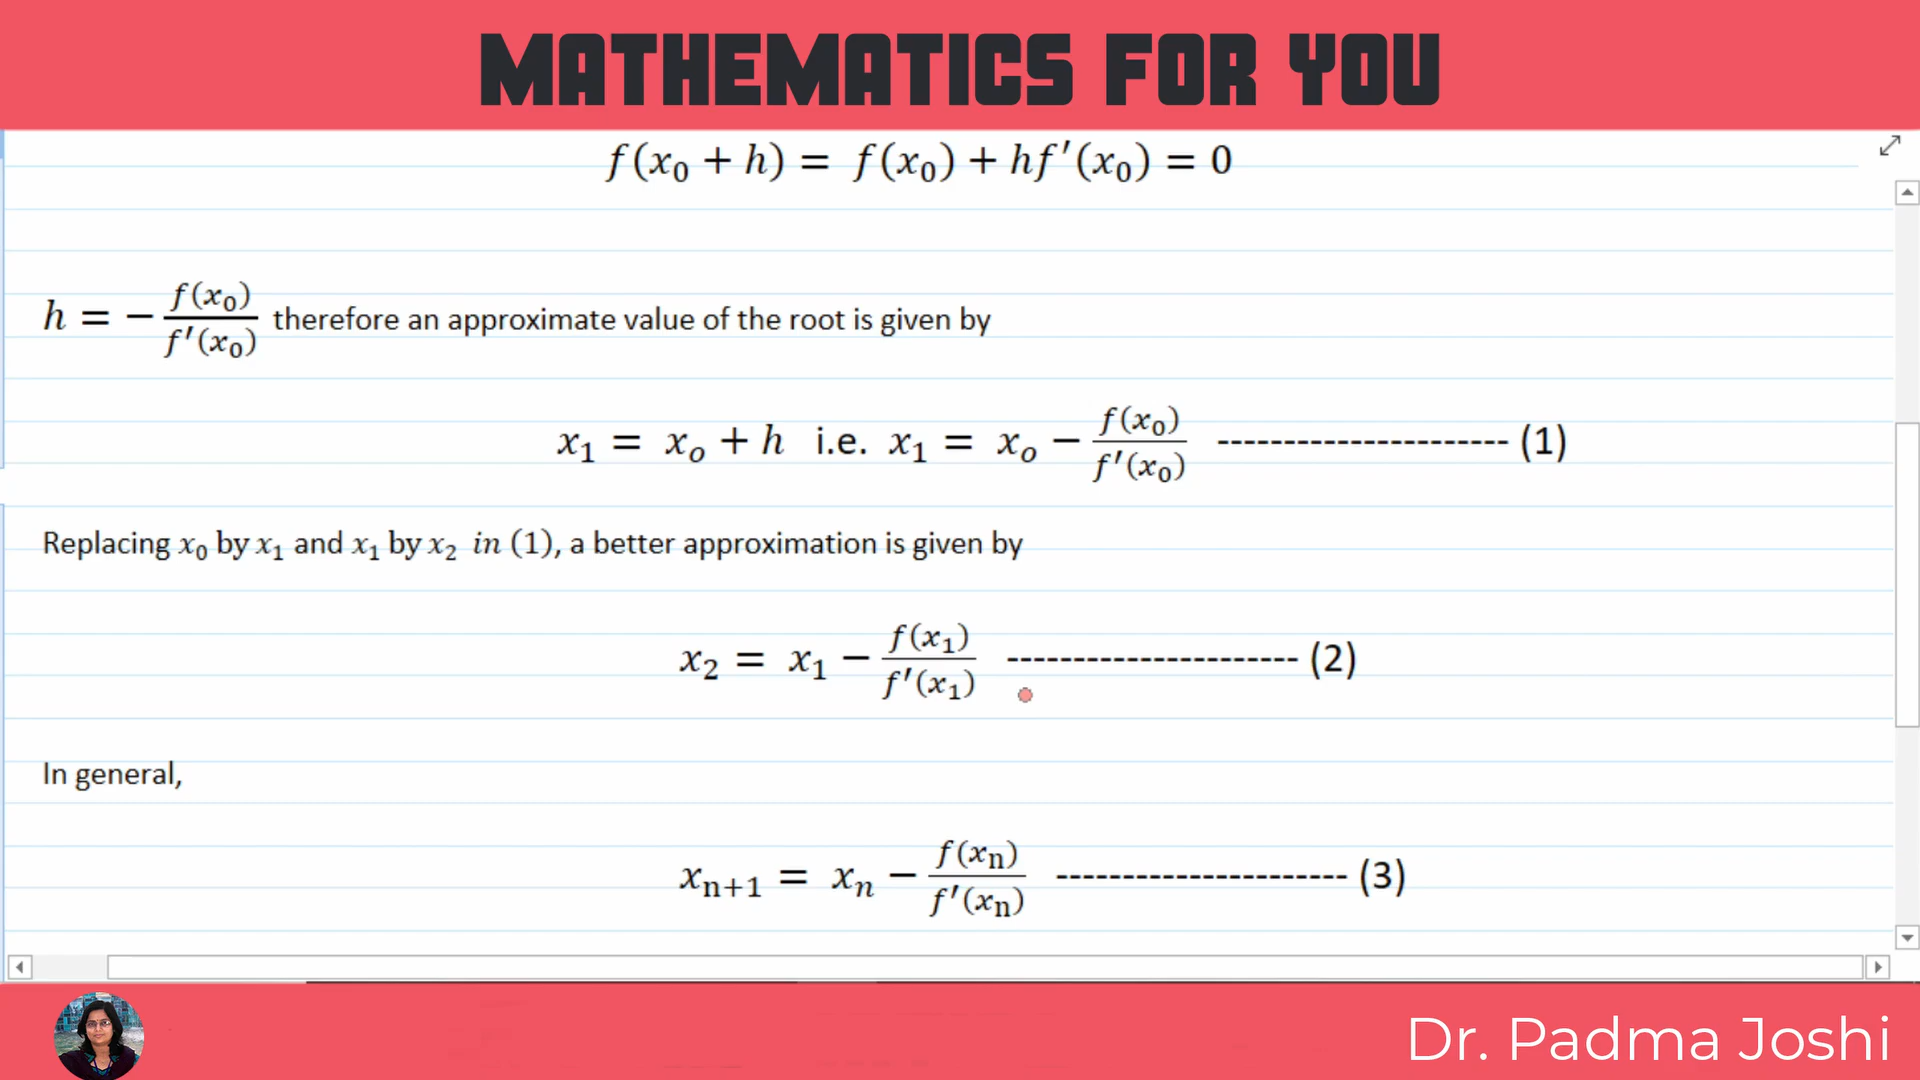 MATHEMATICS FOR YOU
f(x₀ + h) = f(x₀) + hf′(x₀) = 0
h = − f(x₀)/f′(x₀) therefore an approximate value of the root is given by
x₁ = xₒ + h i.e. x₁ = xₒ − f(x₀)/f′(x₀) ---------------------- (1)
Replacing x₀ by x₁ and x₁ by x₂ in (1), a better approximation is given by
x₂ = x₁ − f(x₁)/f′(x₁) ---------------------- (2)
In general,
xₙ₊₁ = xₙ − f(xₙ)/f′(xₙ) ---------------------- (3)
Dr. Padma Joshi